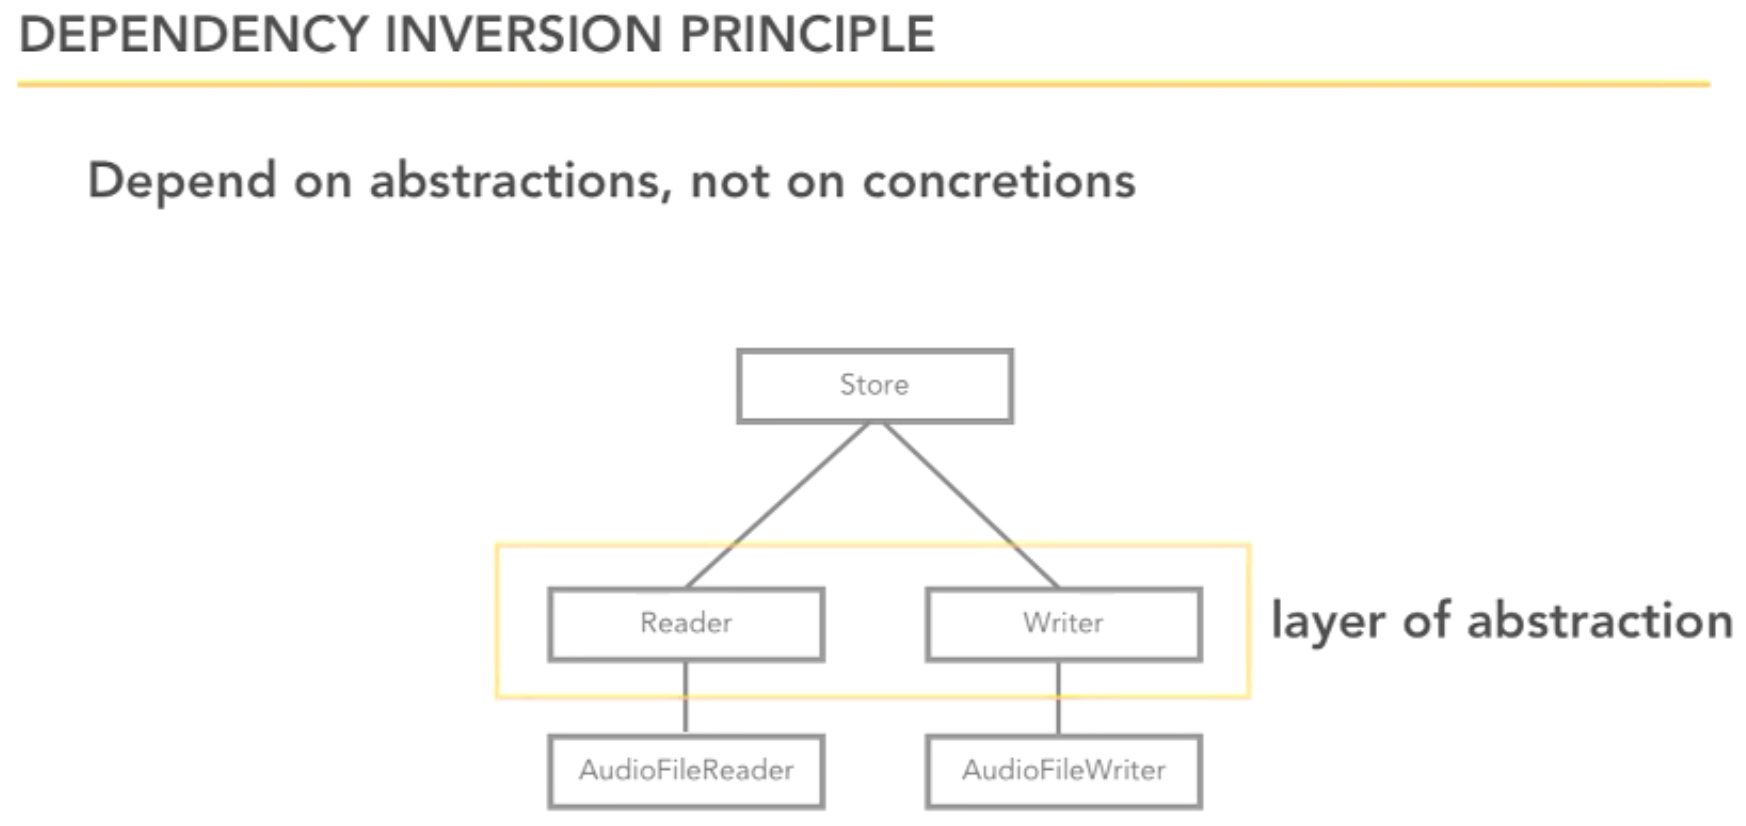 DEPENDENCY INVERSION PRINCIPLE
Depend on abstractions, not on concretions
Store
Reader
Writer
layer of abstraction
AudioFileReader
AudioFileWriter